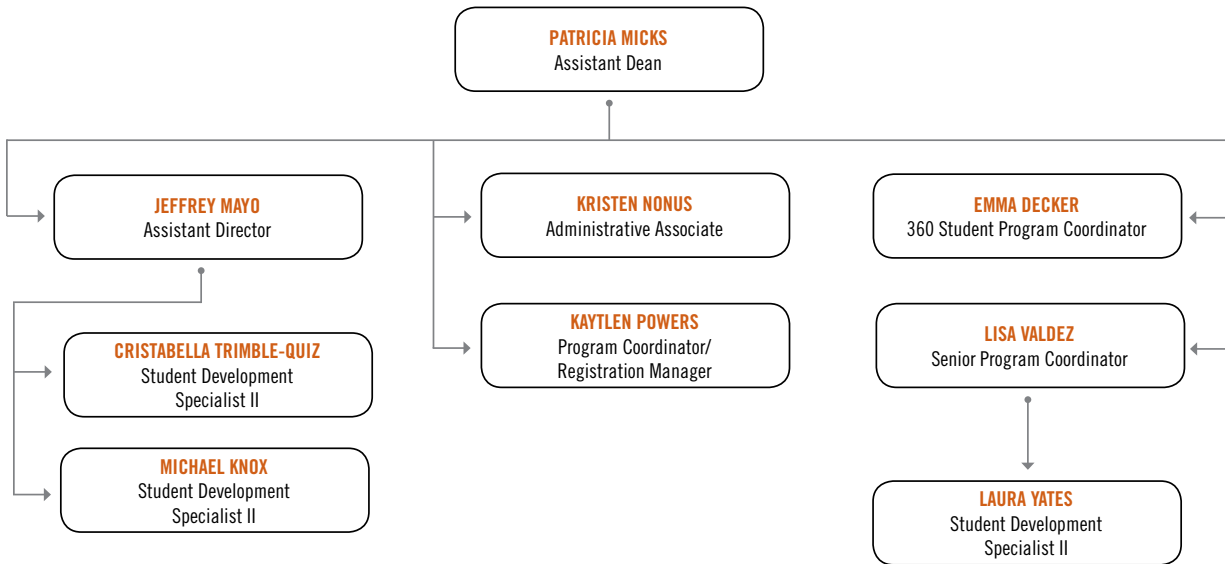 PATRICIA MICKS
Assistant Dean
JEFFREY MAYO
Assistant Director
KRISTEN NONUS
Administrative Associate
EMMA DECKER
360 Student Program Coordinator
CRISTABELLA TRIMBLE-QUIZ
Student Development
Specialist II
KAYTLEN POWERS
Program Coordinator/
Registration Manager
LISA VALDEZ
Senior Program Coordinator
MICHAEL KNOX
Student Development
Specialist II
LAURA YATES
Student Development
Specialist II